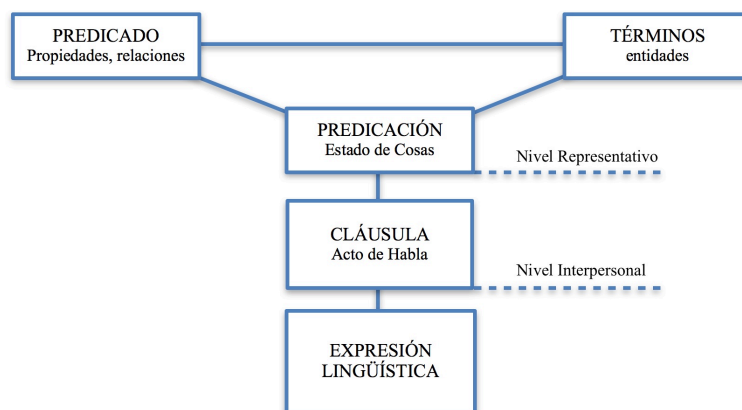 PREDICADO
Propiedades, relaciones
TÉRMINOS
entidades
PREDICACIÓN
Estado de Cosas
Nivel Representativo
CLÁUSULA
Acto de Habla
Nivel Interpersonal
EXPRESIÓN
LINGÜÍSTICA